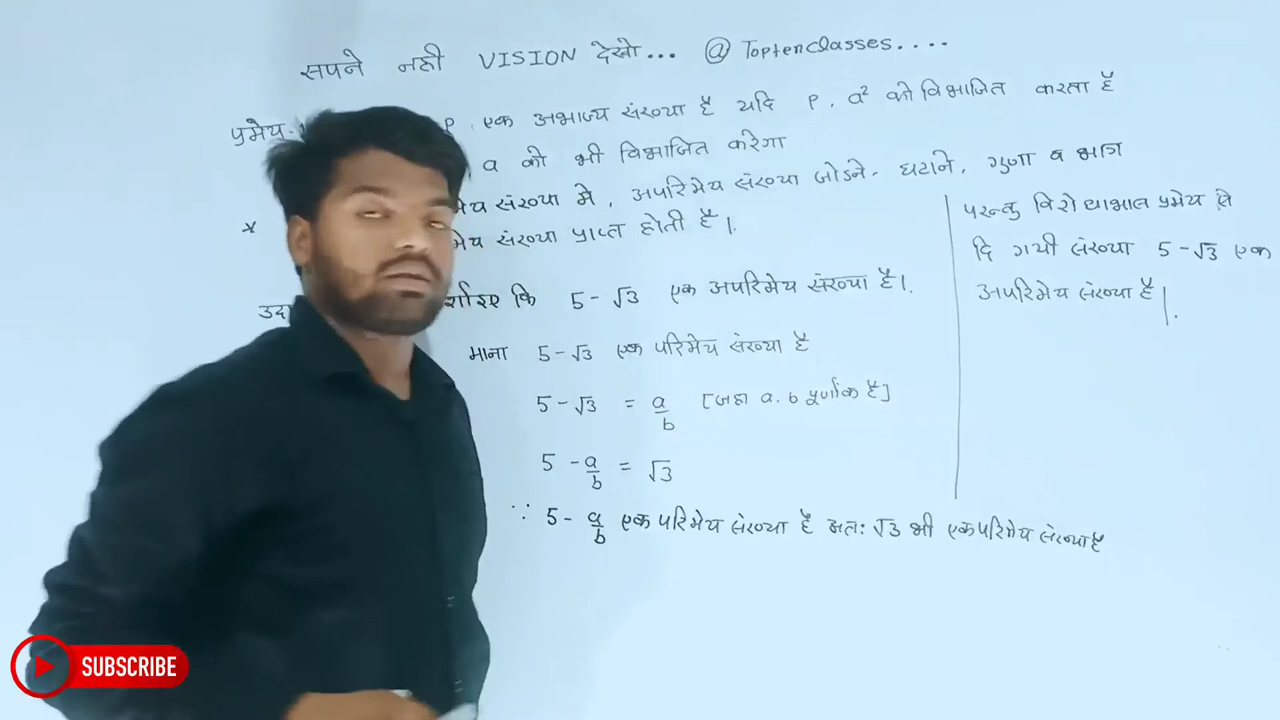 सपने नही VISION देखो... @ToptenClasses....
प्रमेय- P, एक अभाज्य संख्या है यदि P, a² को विभाजित करता है
a को भी विभाजित करेगा
* मेय संख्या मे, अपरिमेय संख्या जोडने, घटाने, गुणा व भाग
मेय संख्या प्राप्त होती है।
उदा र्शाइए कि 5-√3 एक अपरिमेय संख्या है।
माना 5-√3 एक परिमेय संख्या है
5-√3 = a/b [जहा a, b पूर्णांक है]
5 - a/b = √3
∵ 5 - a/b एक परिमेय संख्या है अतः √3 भी एक परिमेय संख्या है
परन्तु विरोधाभाल प्रमेय से
दि गयी संख्या 5-√3 एक
अपरिमेय संख्या है।
SUBSCRIBE